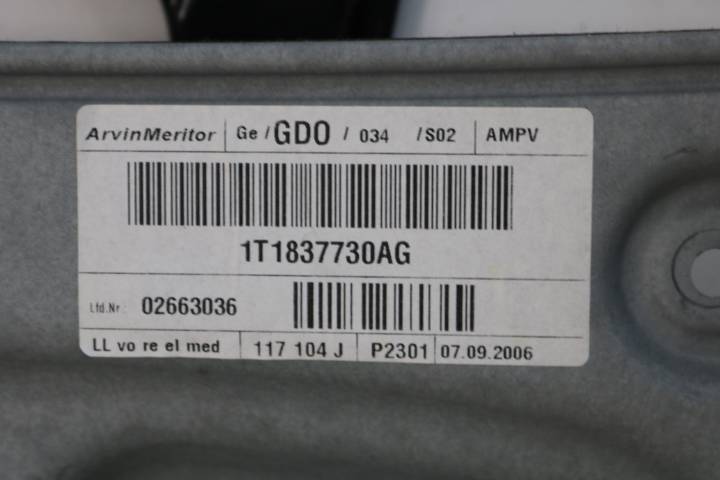 ArvinMeritor Ge / GDO / 034 / S02 AMPV
1T1837730AG
Lfd.Nr: 02663036
LL vo re el med 117 104 J P2301 07.09.2006